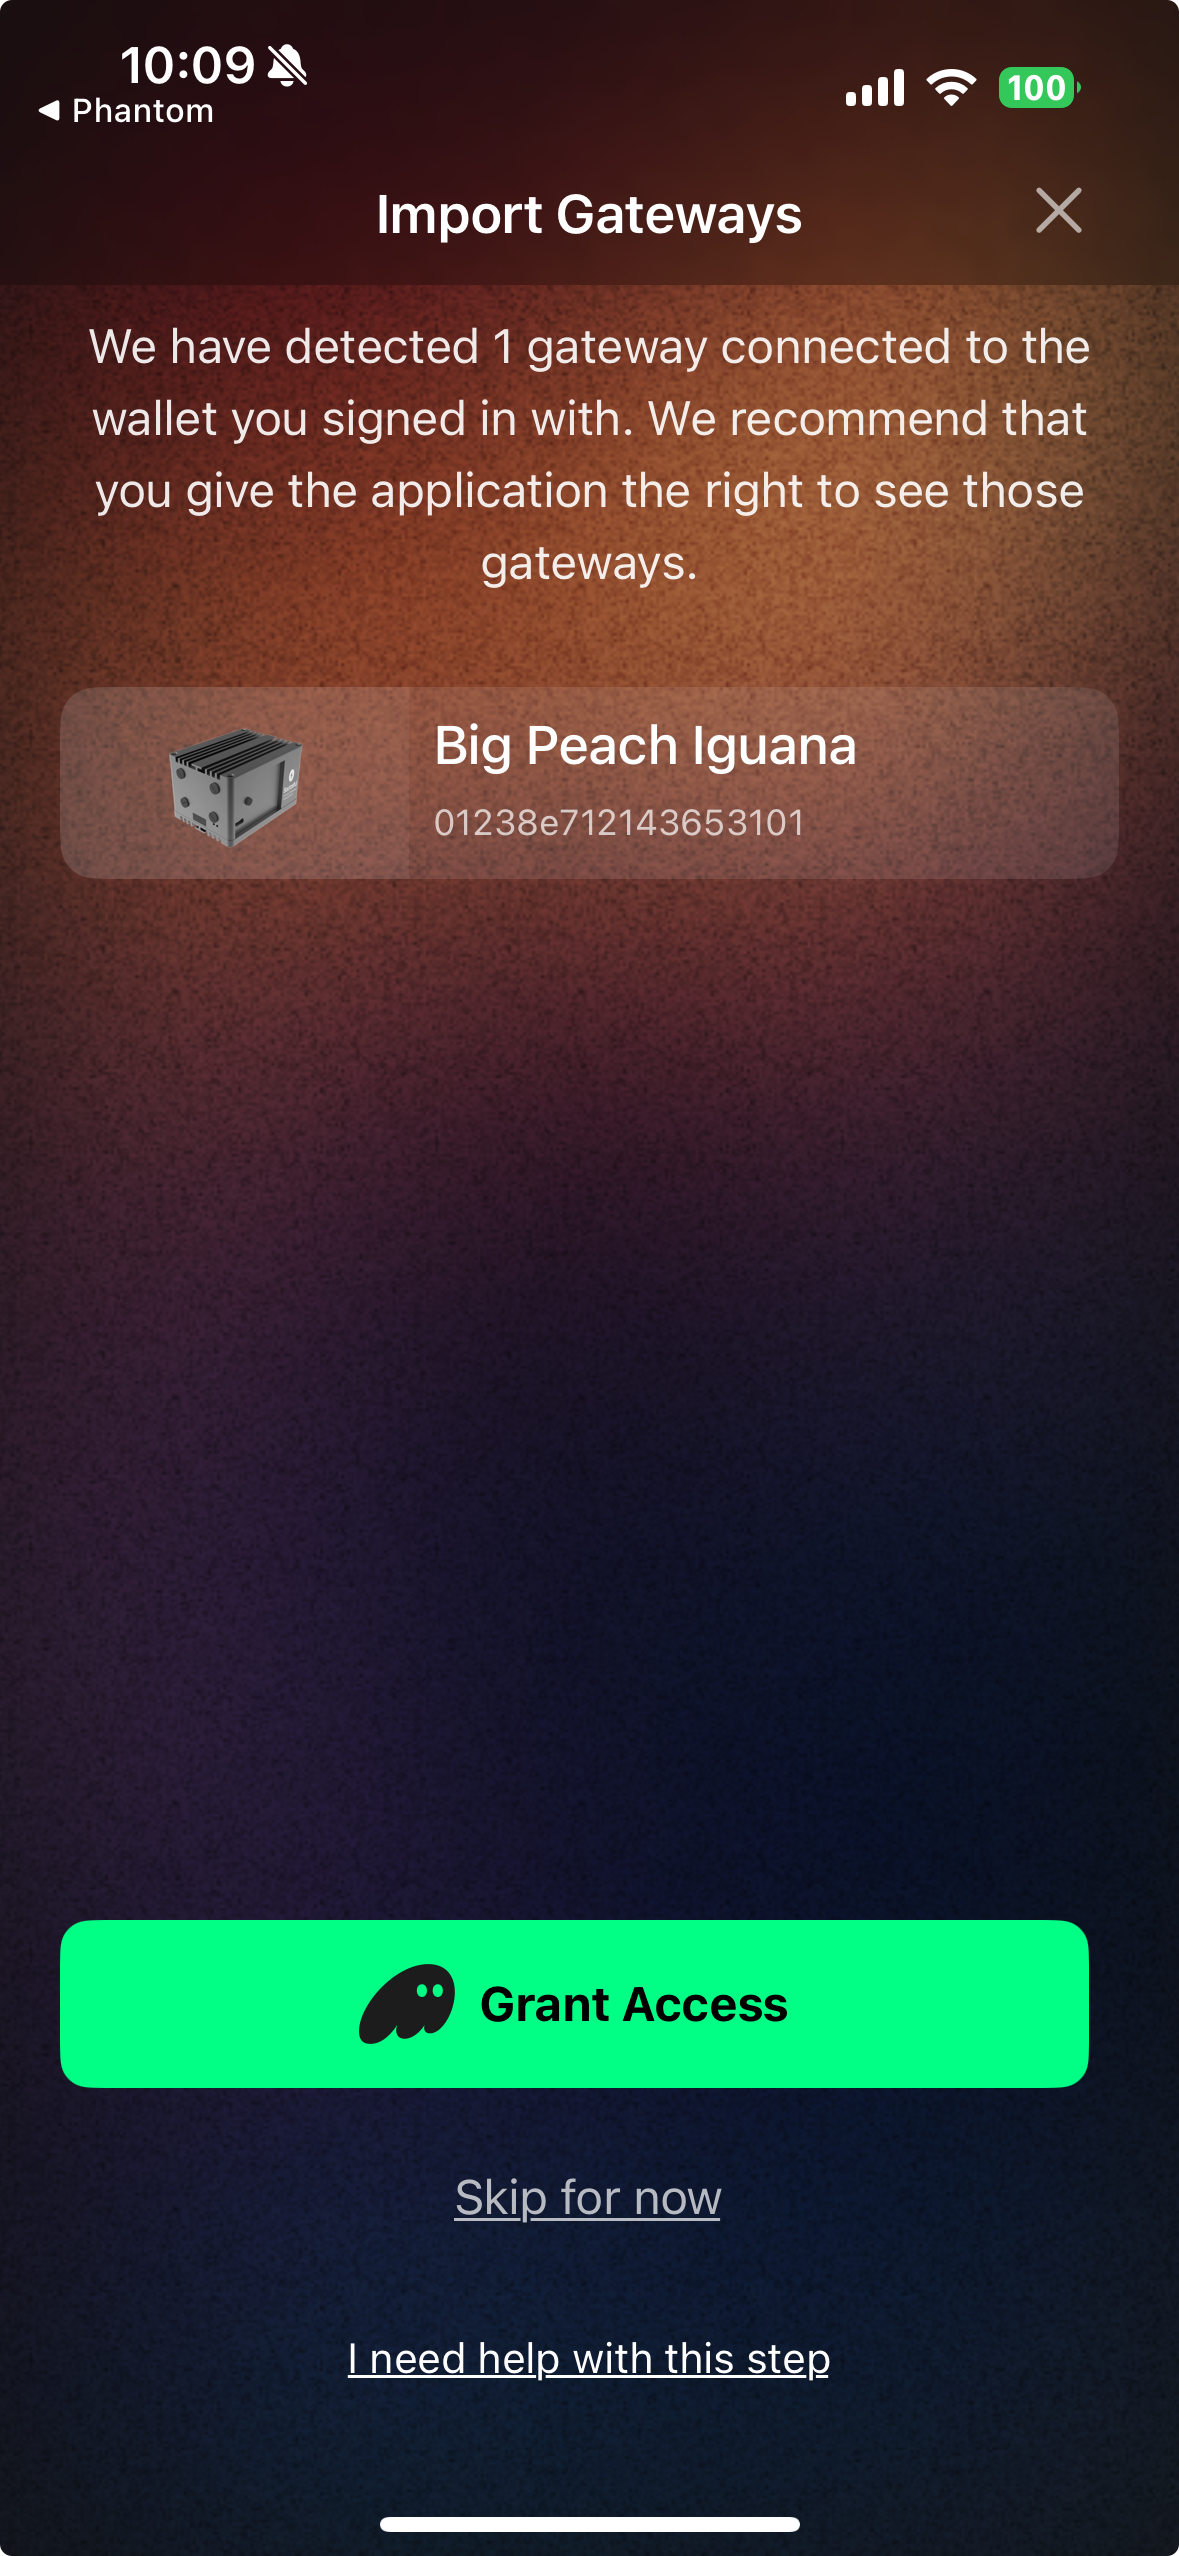 10:09
Phantom
100
Import Gateways
We have detected 1 gateway connected to the
wallet you signed in with. We recommend that
you give the application the right to see those
gateways.
Big Peach Iguana
01238e712143653101
Grant Access
Skip for now
I need help with this step